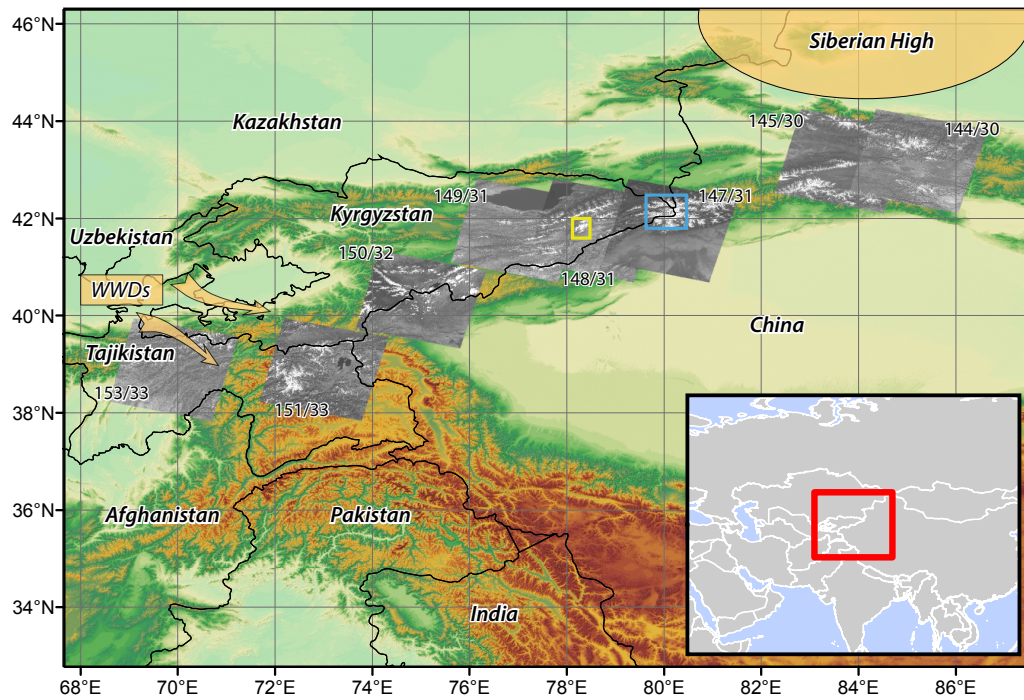 46°N
Siberian High
44°N
Kazakhstan
145/30
144/30
149/31
147/31
42°N
Kyrgyzstan
Uzbekistan
150/32
148/31
WWDs
40°N
China
Tajikistan
153/33
151/33
38°N
36°N
Afghanistan
Pakistan
34°N
India
68°E 70°E 72°E 74°E 76°E 78°E 80°E 82°E 84°E 86°E